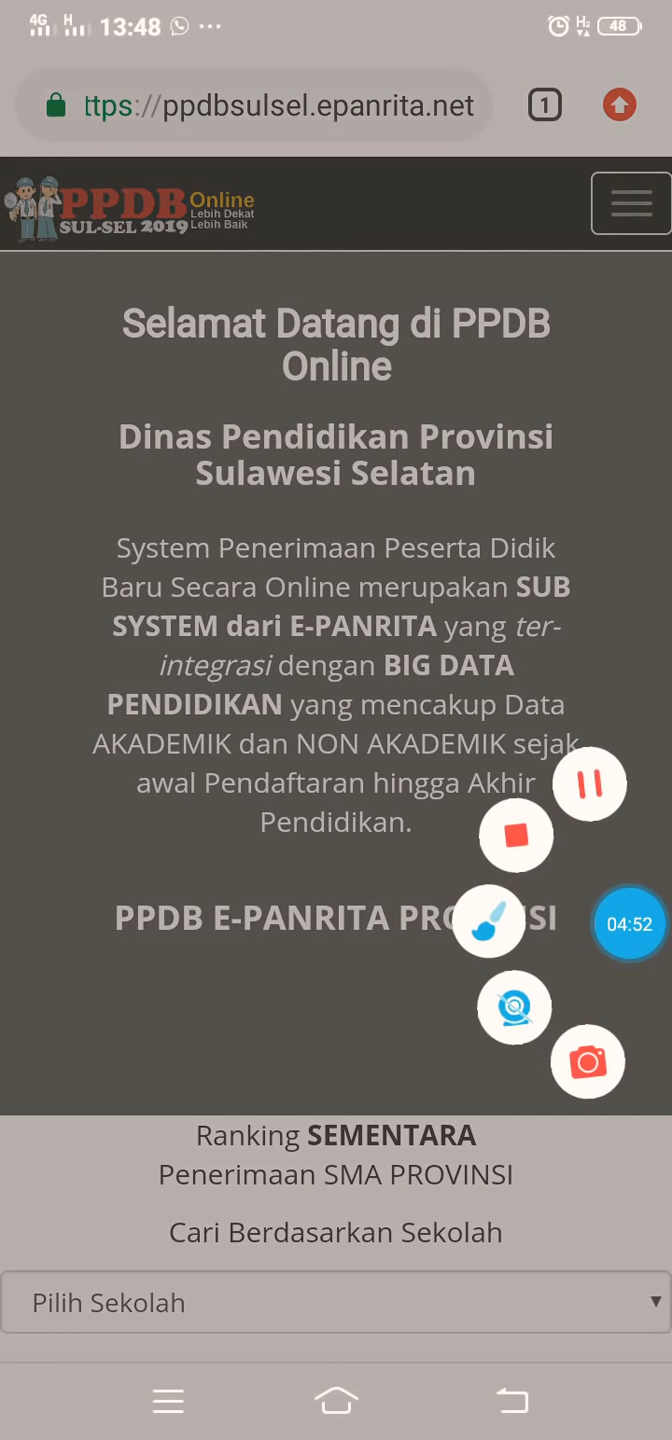 4G H 13:48 ... H2 48
ttps://ppdbsulsel.epanrita.net 1
PPDB Online
Lebih Dekat
SUL-SEL 2019 Lebih Baik
Selamat Datang di PPDB
Online
Dinas Pendidikan Provinsi
Sulawesi Selatan
System Penerimaan Peserta Didik
Baru Secara Online merupakan SUB
SYSTEM dari E-PANRITA yang ter-
integrasi dengan BIG DATA
PENDIDIKAN yang mencakup Data
AKADEMIK dan NON AKADEMIK sejak
awal Pendaftaran hingga Akhir
Pendidikan.
PPDB E-PANRITA
04:52
Ranking SEMENTARA
Penerimaan SMA PROVINSI
Cari Berdasarkan Sekolah
Pilih Sekolah